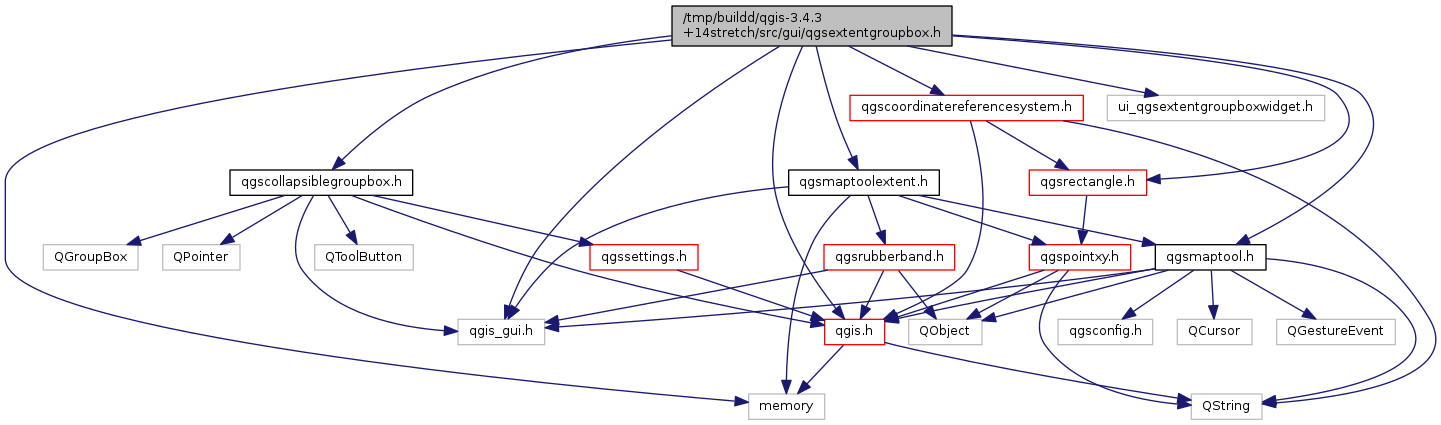 /tmp/buildd/qgis-3.4.3
+14stretch/src/gui/qgsextentgroupbox.h
qgscoordinatereferencesystem.h
ui_qgsextentgroupboxwidget.h
qgscollapsiblegroupbox.h
qgsmaptoolextent.h
qgsrectangle.h
QGroupBox
QPointer
QToolButton
qgssettings.h
qgsrubberband.h
qgspointxy.h
qgsmaptool.h
qgis_gui.h
qgis.h
QObject
qgsconfig.h
QCursor
QGestureEvent
memory
QString